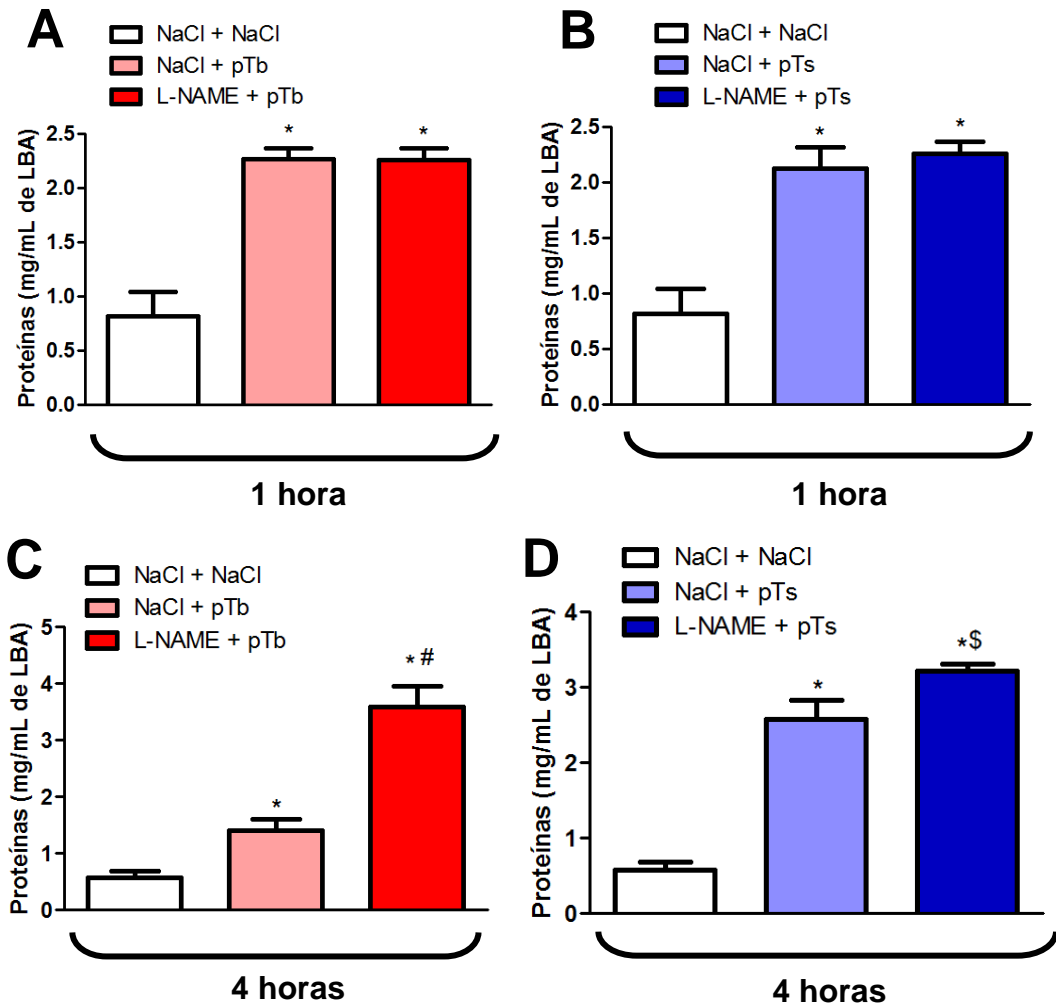 A
NaCl + NaCl
NaCl + pTb
L-NAME + pTb
Proteínas (mg/mL de LBA)
2.5
2.0
1.5
1.0
0.5
0.0
*
*
1 hora
B
NaCl + NaCl
NaCl + pTs
L-NAME + pTs
Proteínas (mg/mL de LBA)
2.5
2.0
1.5
1.0
0.5
0.0
*
*
1 hora
C
NaCl + NaCl
NaCl + pTb
L-NAME + pTb
Proteínas (mg/mL de LBA)
5
4
3
2
1
0
*
* #
4 horas
D
NaCl + NaCl
NaCl + pTs
L-NAME + pTs
Proteínas (mg/mL de LBA)
4
3
2
1
0
*
*$
4 horas